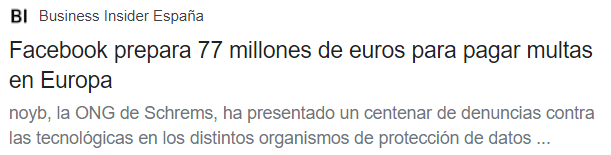 BI Business Insider España
Facebook prepara 77 millones de euros para pagar multas
en Europa
noyb, la ONG de Schrems, ha presentado un centenar de denuncias contra
las tecnológicas en los distintos organismos de protección de datos ...